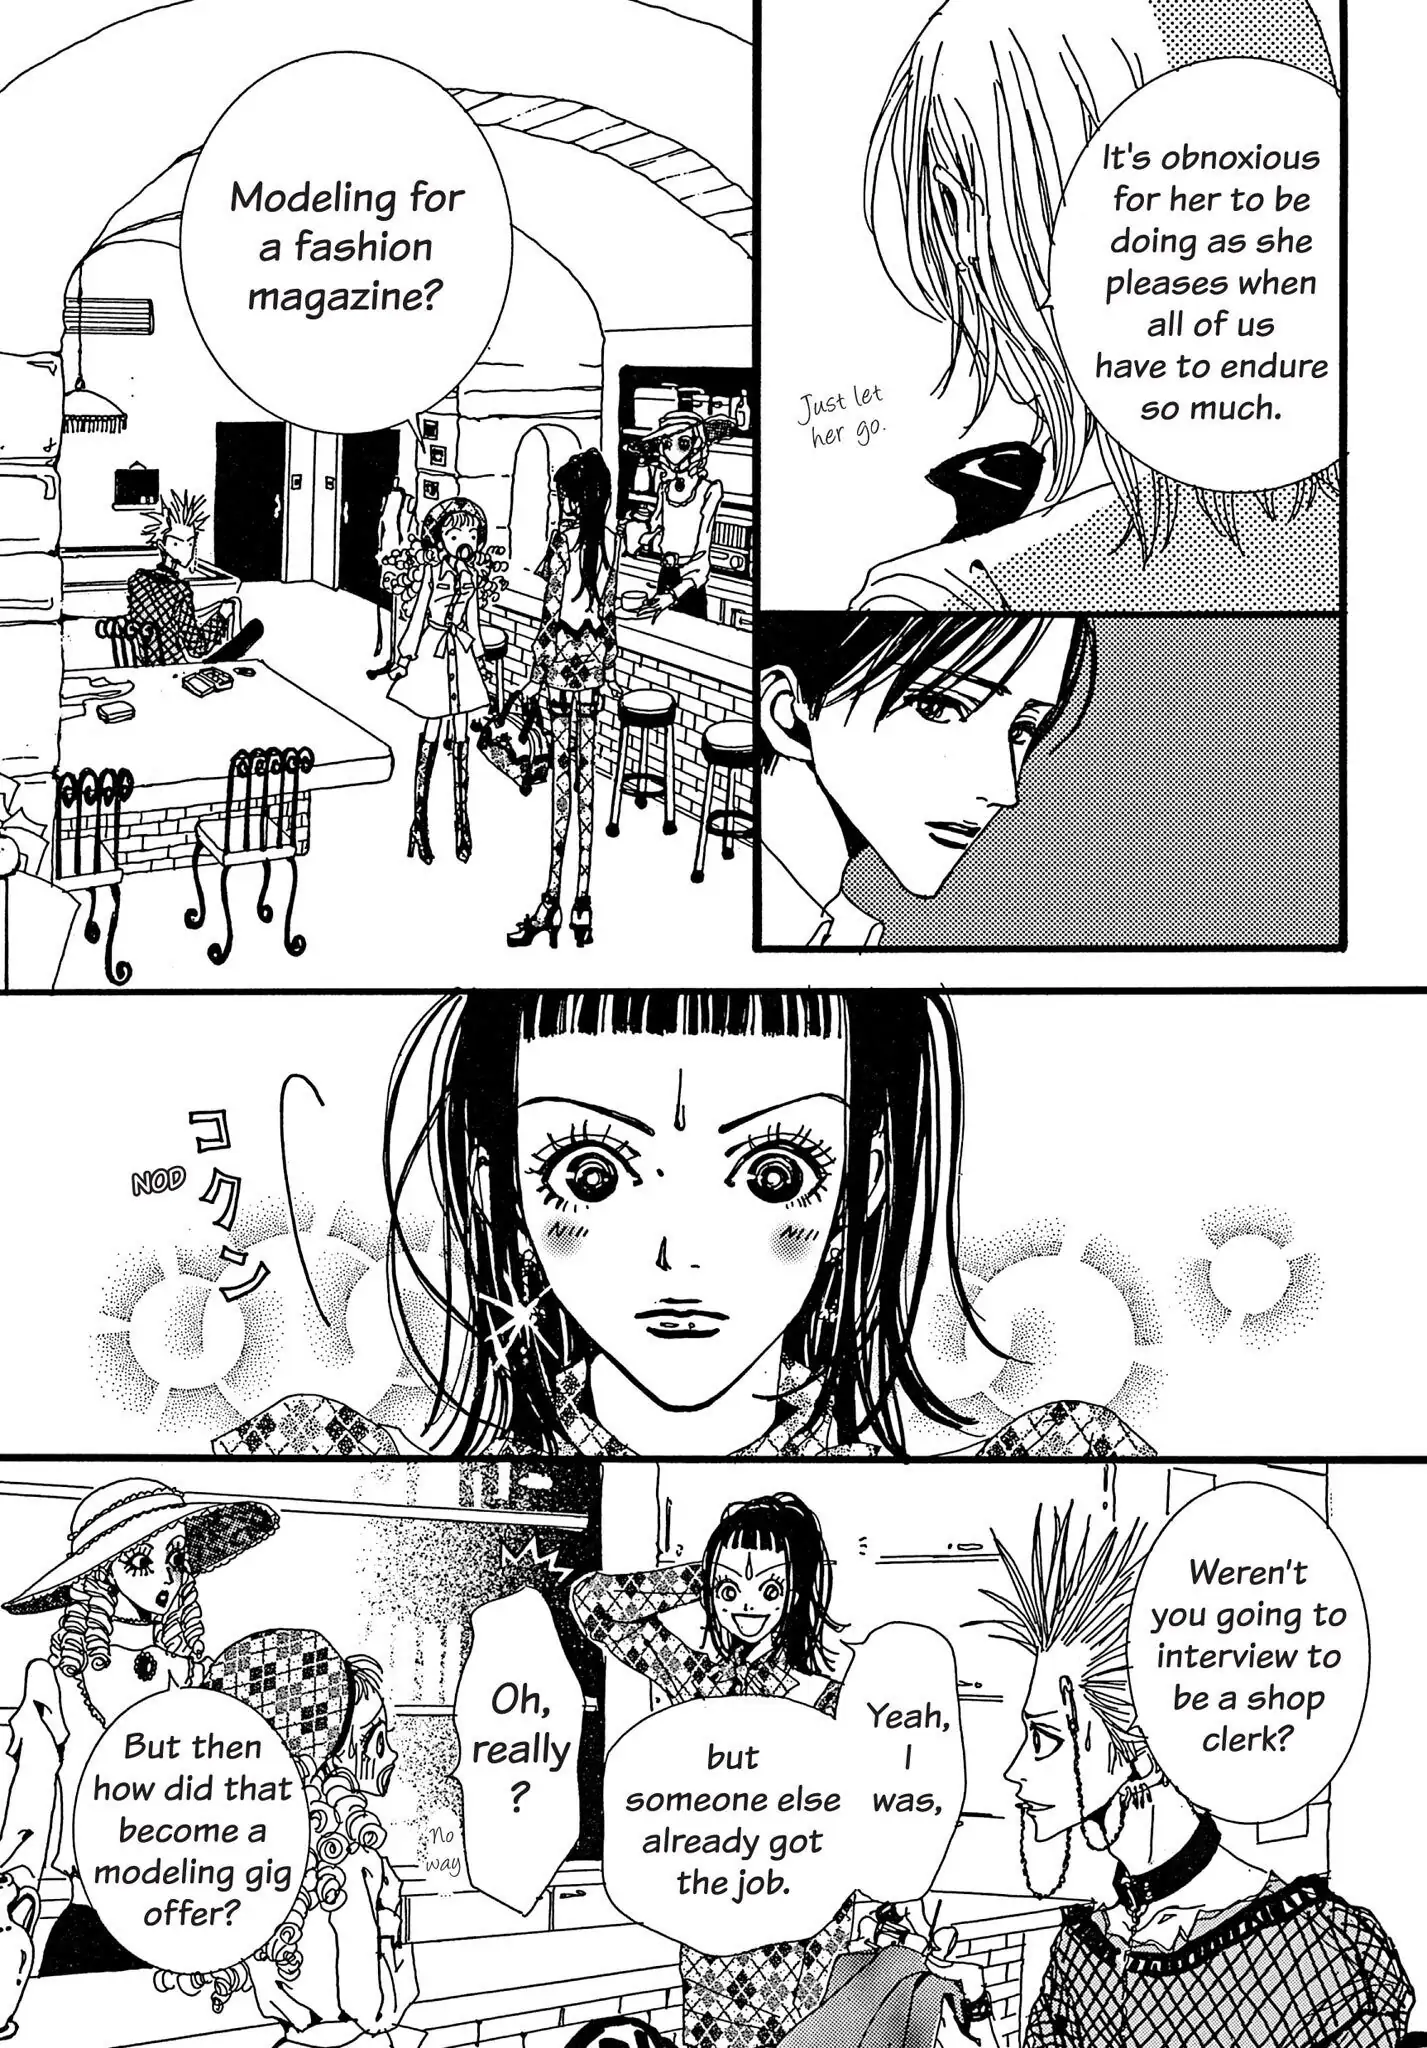 It's obnoxious
for her to be
doing as she
pleases when
all of us
have to endure
so much.
Just let
her go.
Modeling for
a fashion
magazine?
コクン
NOD
Weren't
you going to
interview to
be a shop
clerk?
Yeah,
I
was,
but
someone else
already got
the job.
Oh,
really
?
No
way
But then
how did that
become a
modeling gig
offer?